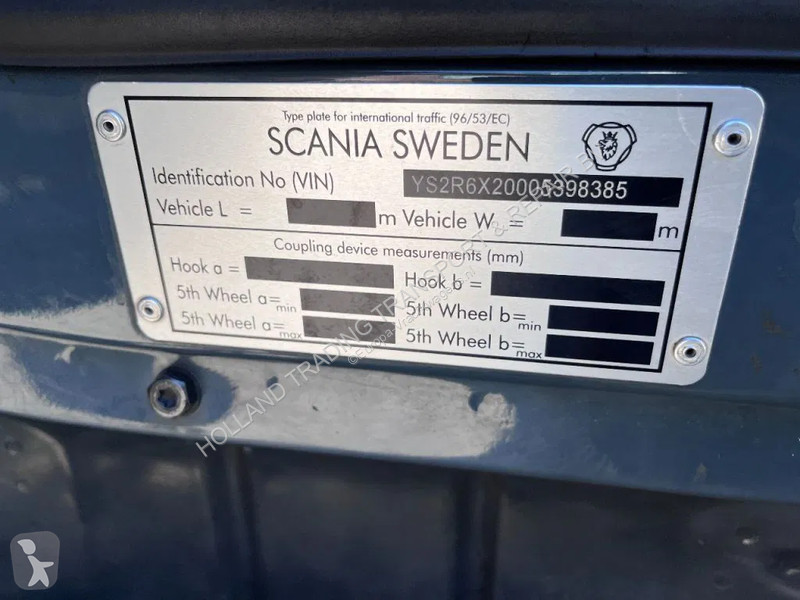 Type plate for international traffic (96/53/EC)
SCANIA SWEDEN
Identification No (VIN) YS2R6X20005398385
Vehicle L = m Vehicle W = m
Coupling device measurements (mm)
Hook a = Hook b =
5th Wheel a= min 5th Wheel b= min
5th Wheel a= max 5th Wheel b= max
HOLLAND TRADING TRANSPORT & REPAIR